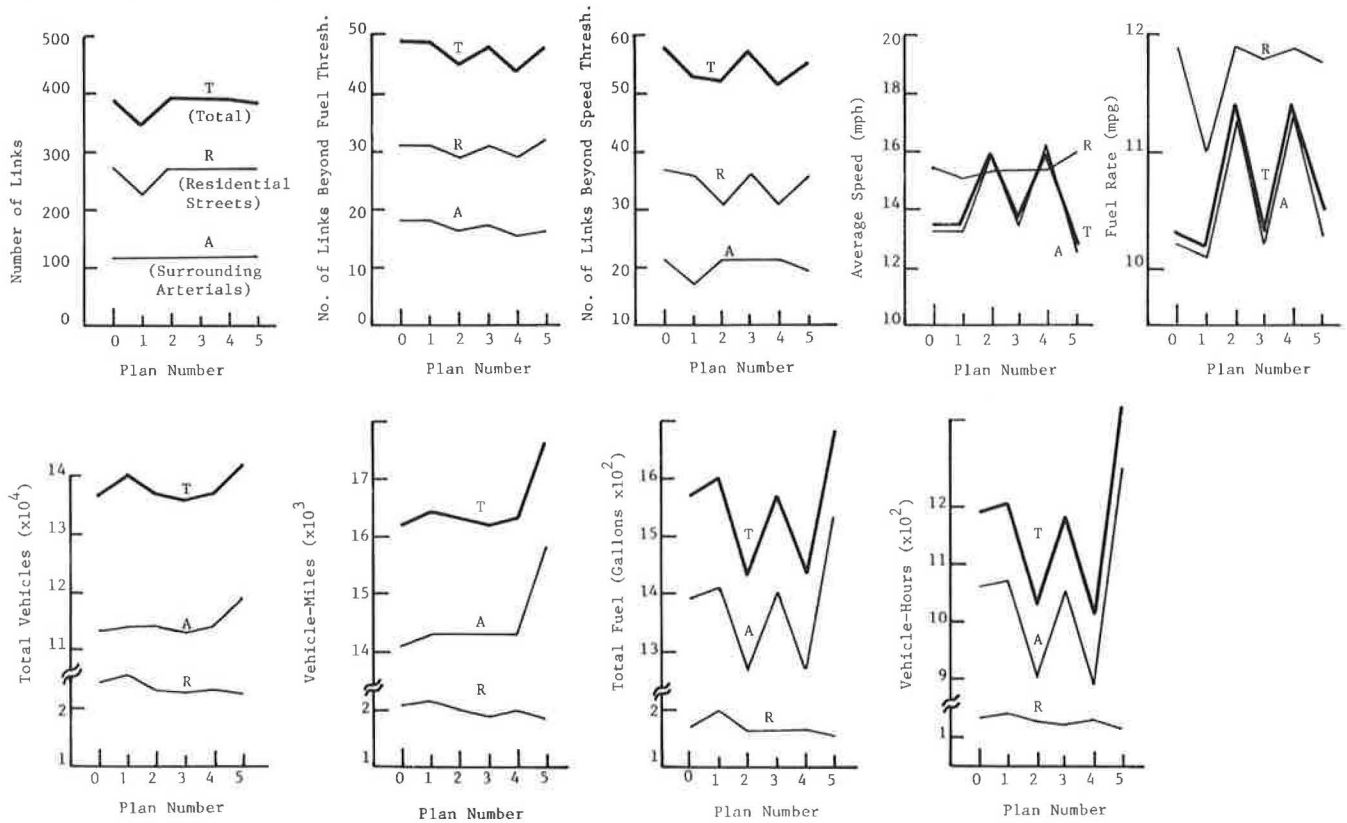 Number of Links
500
400
300
200
100
0
T
(Total)
R
(Residential
Streets)
A
(Surrounding
Arterials)
0 1 2 3 4 5
Plan Number
No. of Links Beyond Fuel Thresh.
50
40
30
20
10
0
T
R
A
0 1 2 3 4 5
Plan Number
No. of Links Beyond Speed Thresh.
60
50
40
30
20
10
T
R
A
0 1 2 3 4 5
Plan Number
Average Speed (mph)
20
18
16
14
12
10
R
T
A
0 1 2 3 4 5
Plan Number
Fuel Rate (mpg)
12
11
10
R
T
A
0 1 2 3 4 5
Plan Number
Total Vehicles (x10^4)
14
13
12
11
2
1
T
A
R
0 1 2 3 4 5
Plan Number
Vehicle-Miles (x10^3
17
16
15
14
2
1
T
A
R
0 1 2 3 4 5
Plan Number
Total Fuel (Gallons x10^2)
16
15
14
13
2
1
T
A
R
0 1 2 3 4 5
Plan Number
Vehicle-Hours (x10^2)
12
11
10
9
1
T
A
R
0 1 2 3 4 5
Plan Number